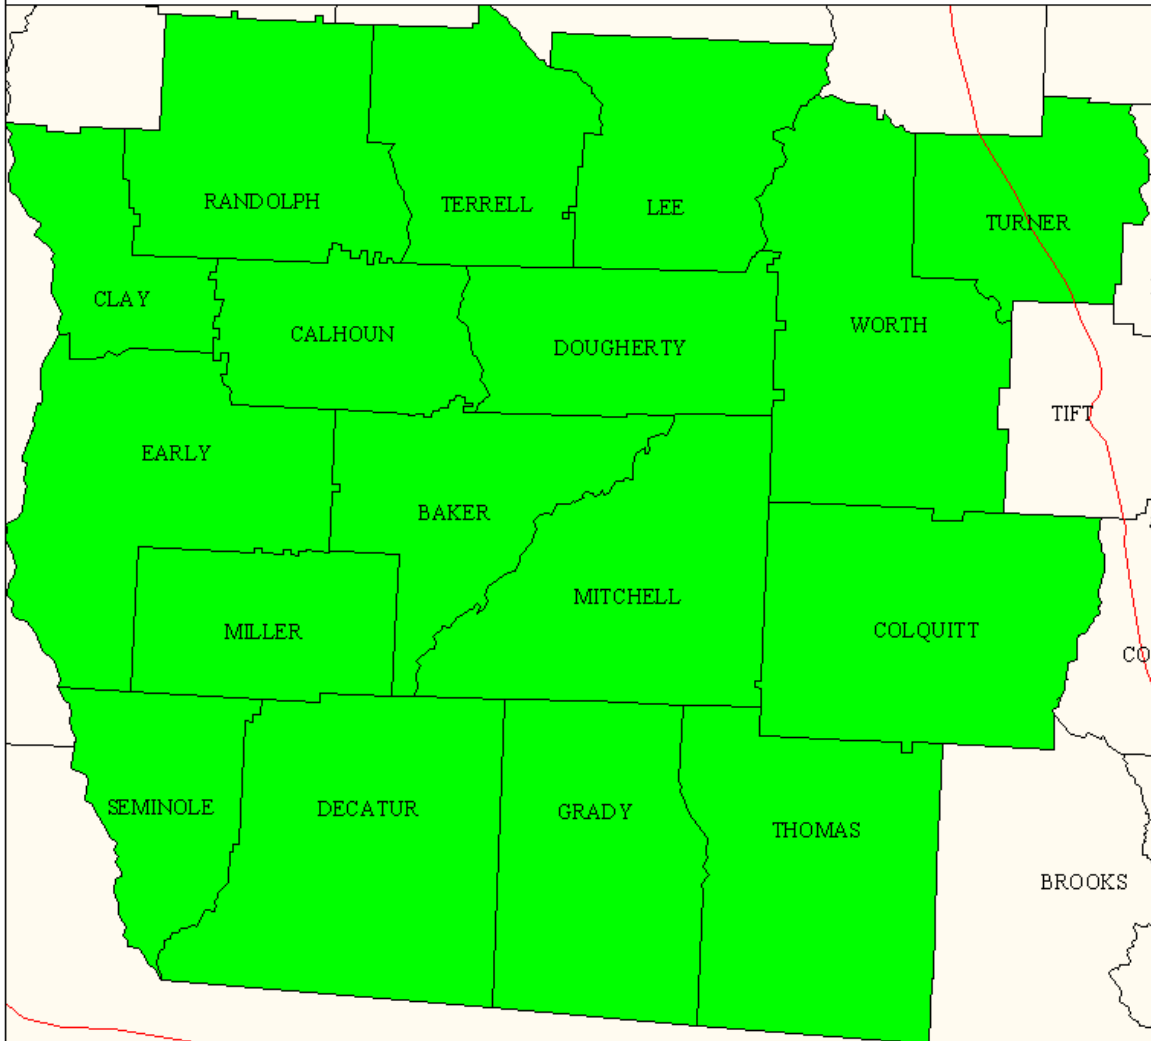 RANDOLPH
TERRELL
LEE
TURNER
CLAY
CALHOUN
DOUGHERTY
WORTH
TIFT
EARLY
BAKER
MITCHELL
MILLER
COLQUITT
CO
SEMINOLE
DECATUR
GRADY
THOMAS
BROOKS